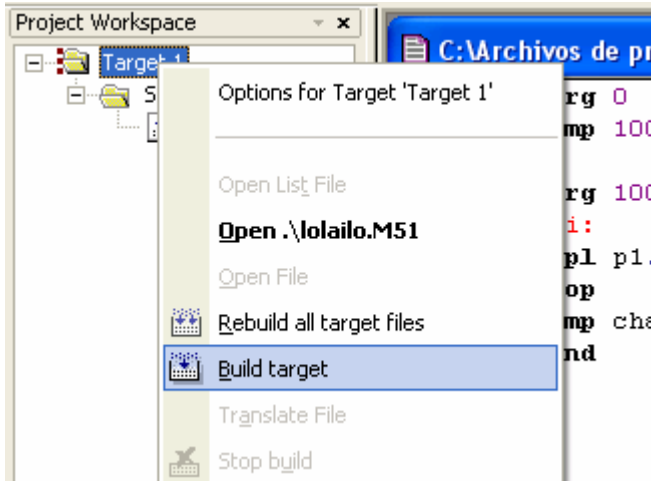 Project Workspace
C:\Archivos de pr
Target 1
S
Options for Target 'Target 1'
rg 0
mp 100
Open List File
rg 100
Open .\lolailo.M51
i:
pl p1.
Open File
op
Rebuild all target files
mp cha
nd
Build target
Translate File
Stop build